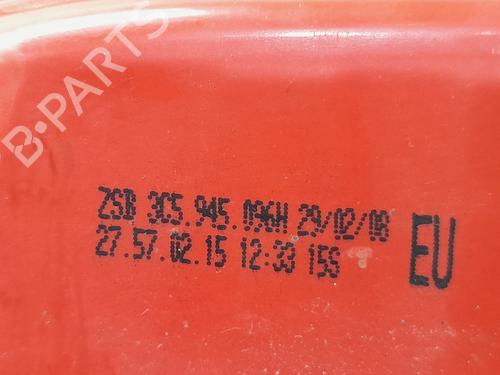 B-PARTS
ZSB 3C5.945.096H 29/02/08
27.57.02.15 12:33 15S
EU